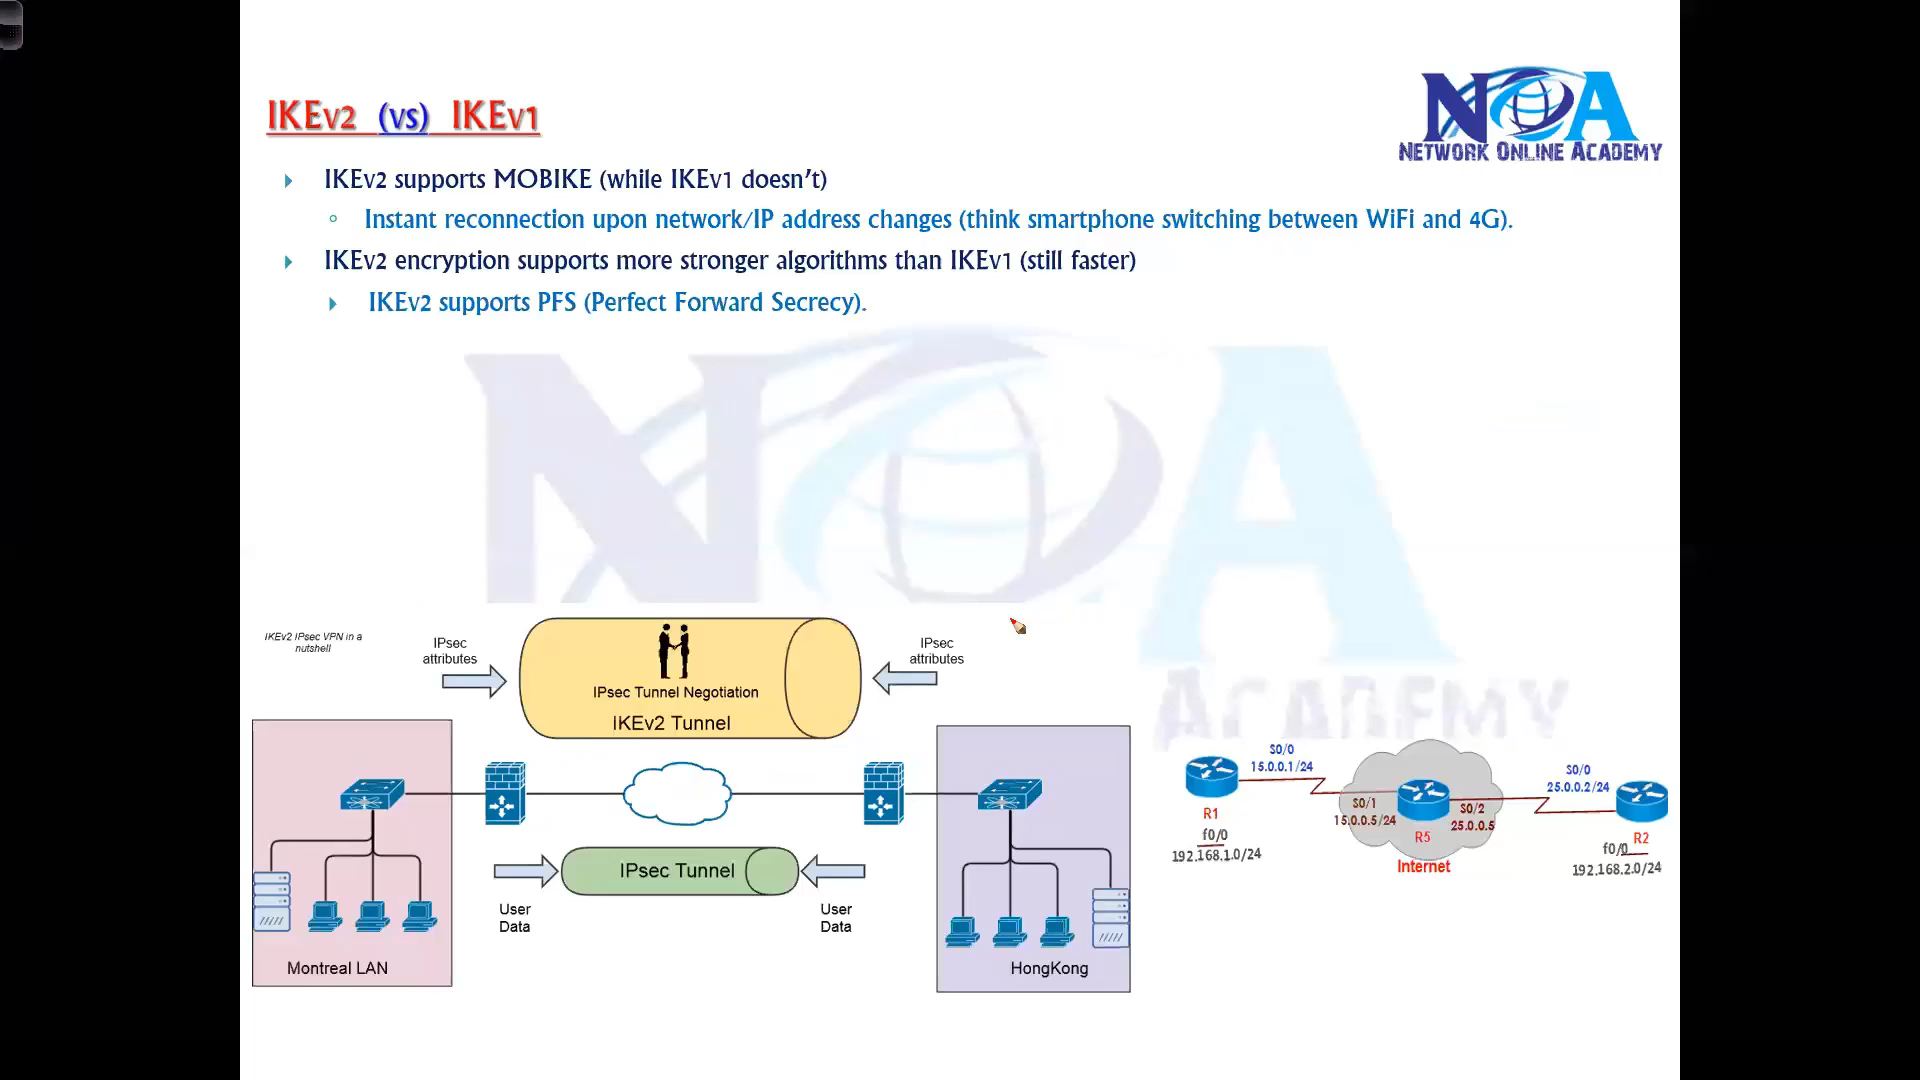 IKEv2 (vs) IKEv1
NOA
Network Online Academy
IKEv2 supports MOBIKE (while IKEv1 doesn't)
Instant reconnection upon network/IP address changes (think smartphone switching between WiFi and 4G).
IKEv2 encryption supports more stronger algorithms than IKEv1 (still faster)
IKEv2 supports PFS (Perfect Forward Secrecy).
NOA
Academy
IKEv2 IPsec VPN in a
nutshell
IPsec
attributes
IPsec Tunnel Negotiation
IKEv2 Tunnel
IPsec
attributes
IPsec Tunnel
User
Data
User
Data
Montreal LAN
HongKong
S0/0
15.0.0.1/24
R1
f0/0
192.168.1.0/24
S0/1
15.0.0.5/24
R5
Internet
S0/2
25.0.0.5
S0/0
25.0.0.2/24
R2
f0/0
192.168.2.0/24